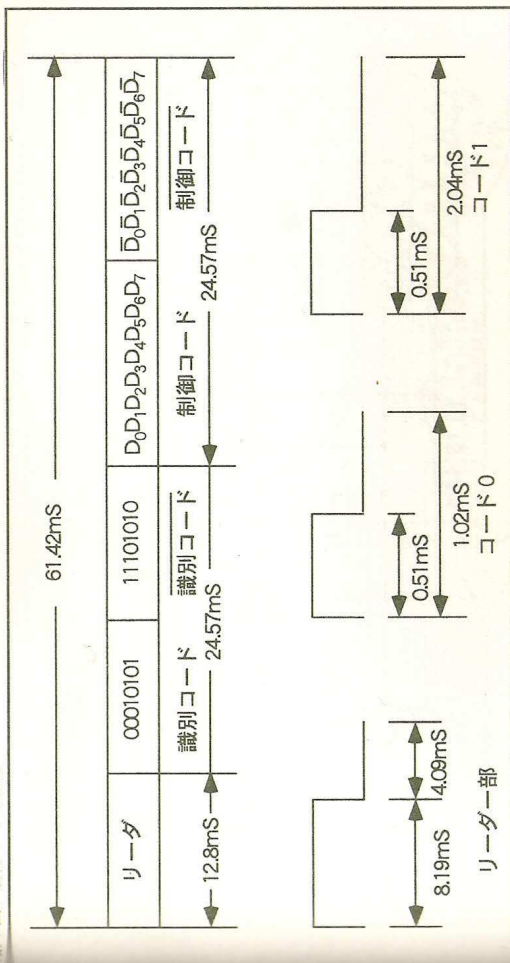 61.42mS
リーダ 00010101 11101010 D0D1D2D3D4D5D6D7 D̅0D̅1D̅2D̅3D̅4D̅5D̅6D̅7
識別コード 識別コード 制御コード 制御コード
12.8mS 24.57mS 24.57mS
8.19mS 4.09mS
リーダー部
0.51mS
1.02mS
コード0
0.51mS
2.04mS
コード1